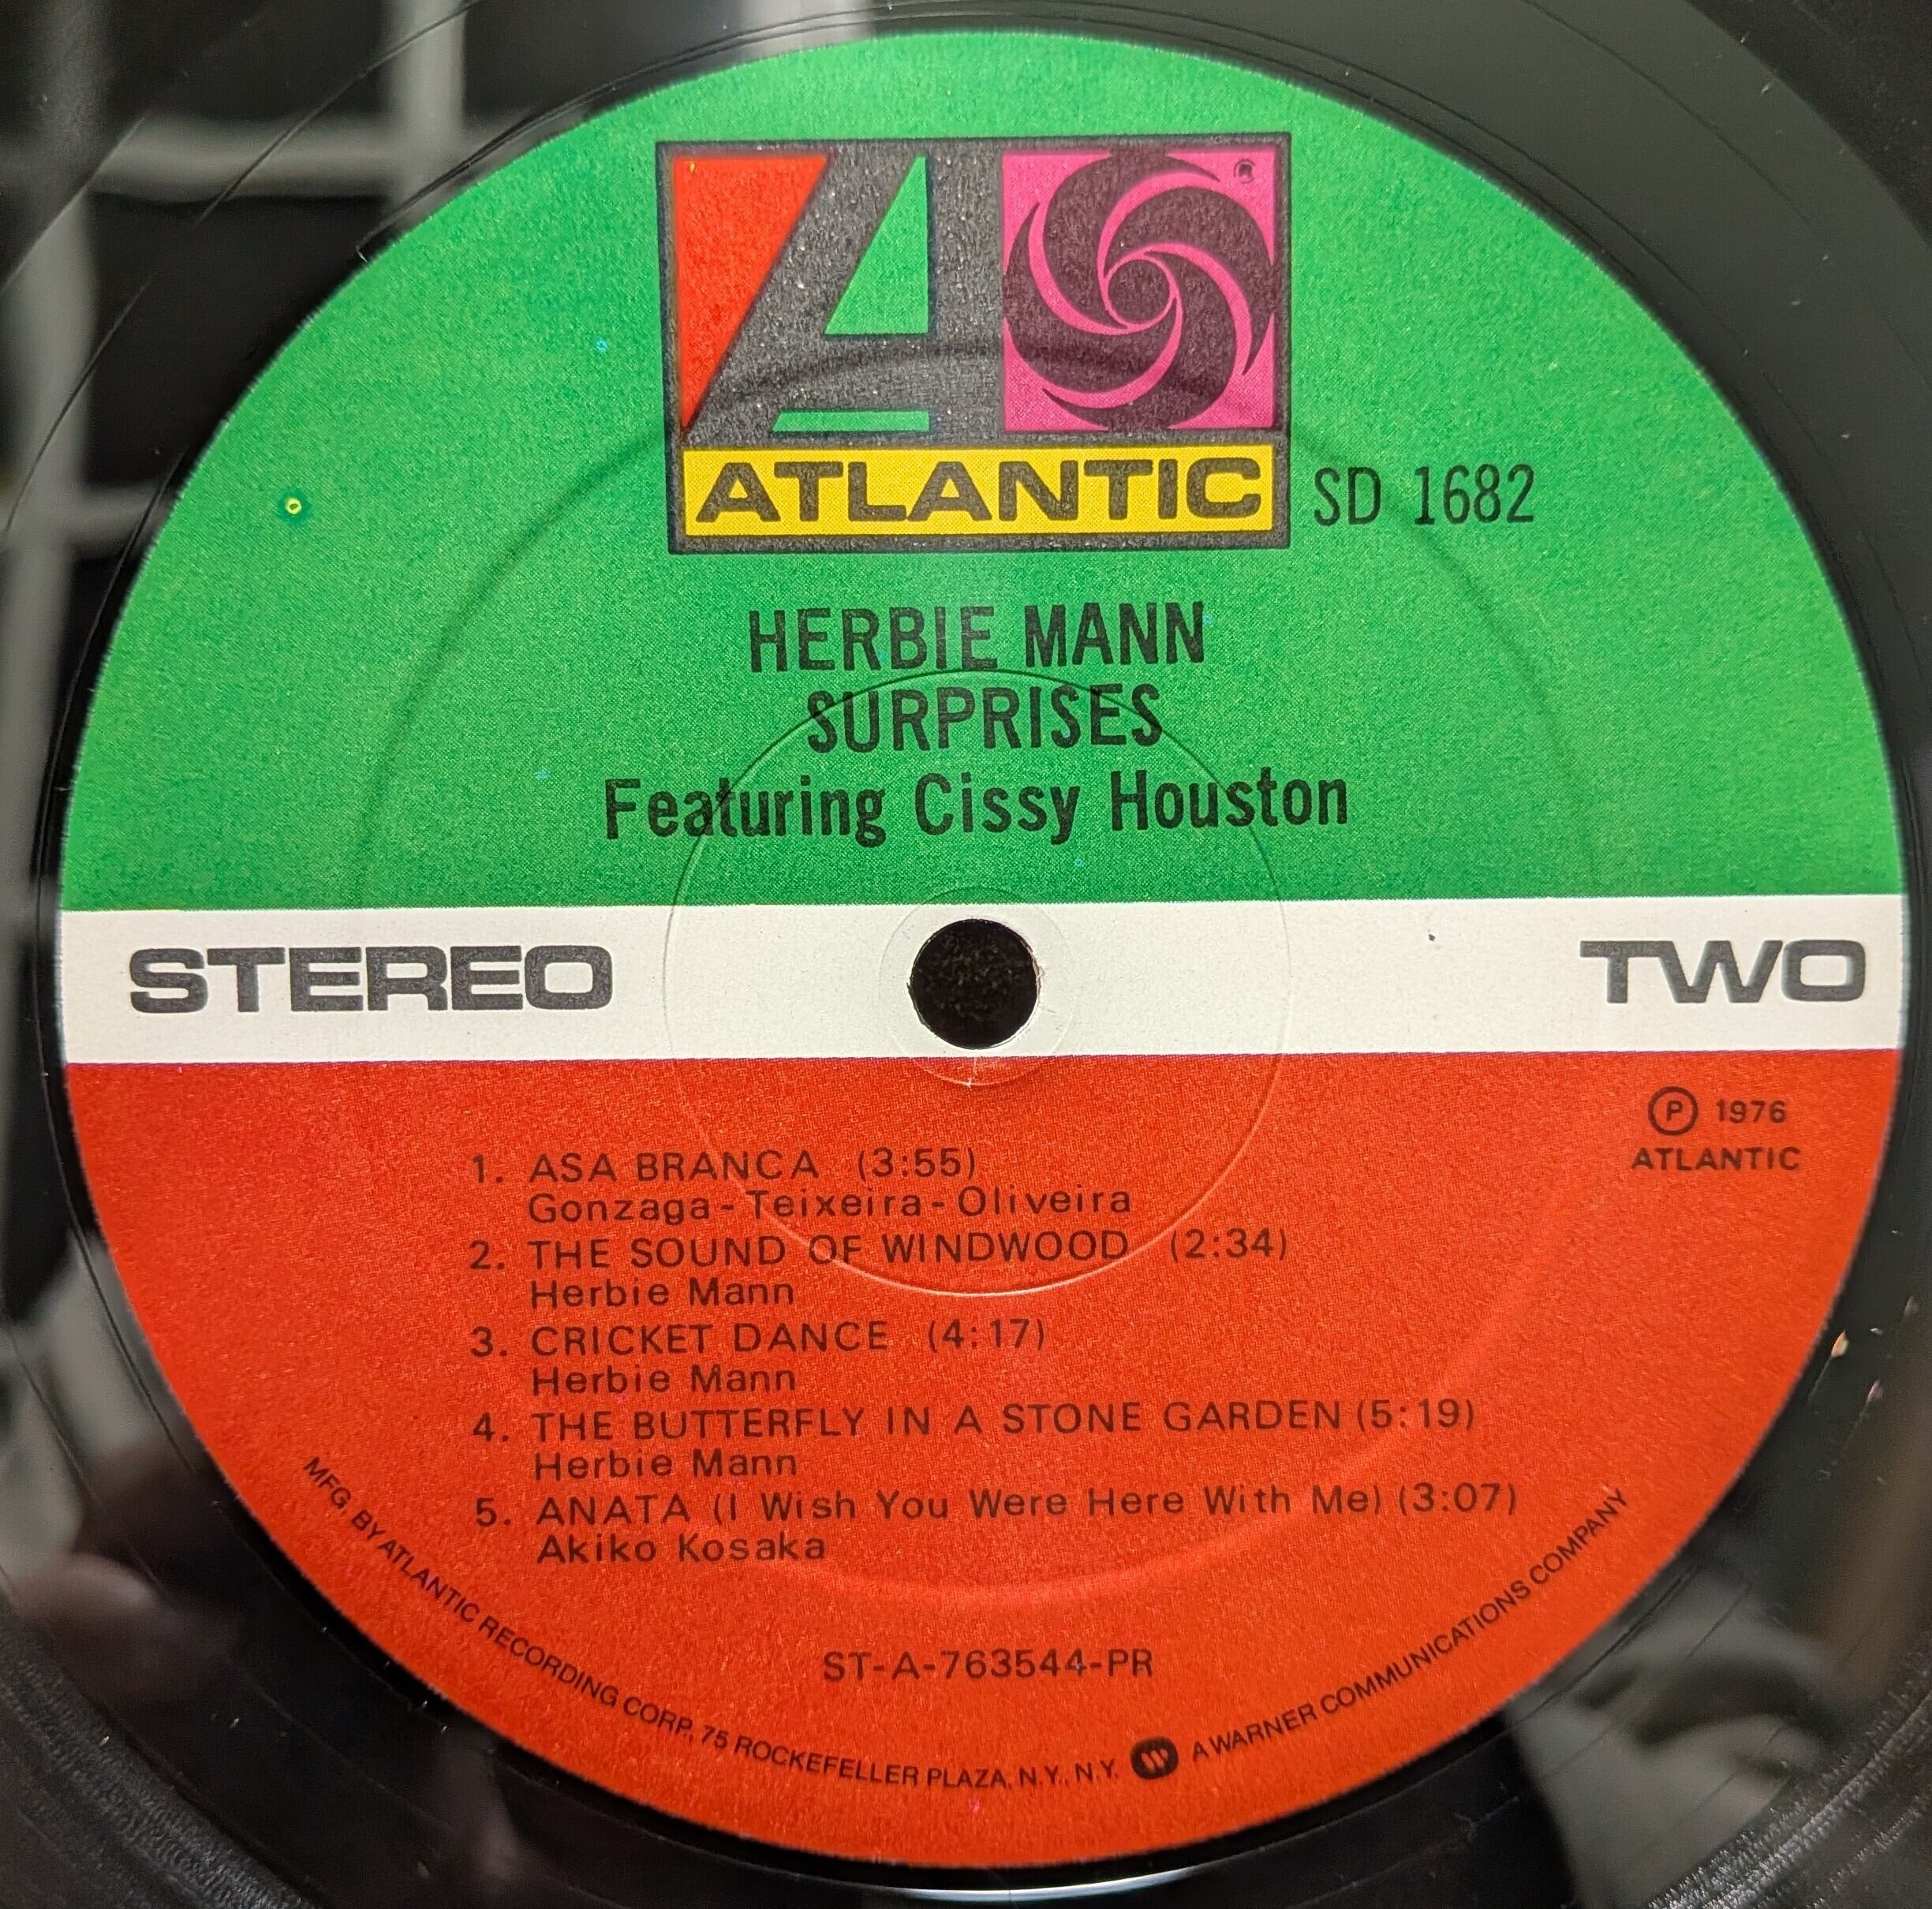 ATLANTIC
®
SD 1682
HERBIE MANN
SURPRISES
Featuring Cissy Houston
STEREO
TWO
Ⓟ 1976
ATLANTIC
1. ASA BRANCA (3:55)
Gonzaga-Teixeira-Oliveira
2. THE SOUND OF WINDWOOD (2:34)
Herbie Mann
3. CRICKET DANCE (4:17)
Herbie Mann
4. THE BUTTERFLY IN A STONE GARDEN (5:19)
Herbie Mann
5. ANATA (I Wish You Were Here With Me) (3:07)
Akiko Kosaka
ST-A-763544-PR
MFG. BY ATLANTIC RECORDING CORP., 75 ROCKEFELLER PLAZA, N.Y., N.Y. W A WARNER COMMUNICATIONS COMPANY